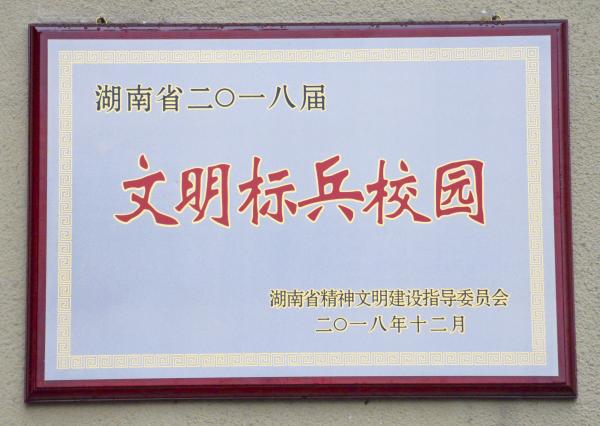 湖南省二〇一八届
文明标兵校园
湖南省精神文明建设指导委员会
二〇一八年十二月